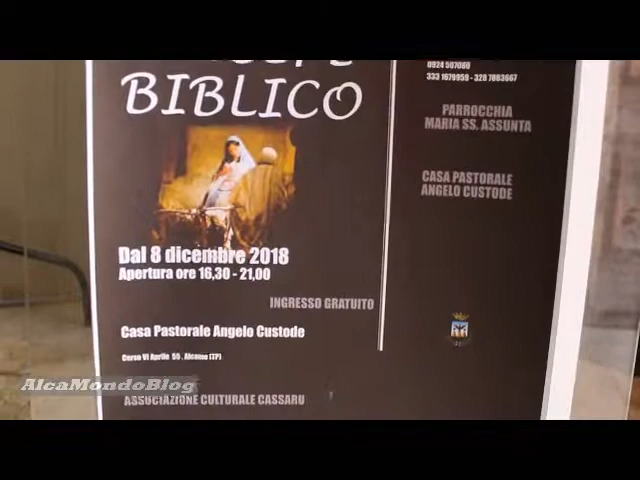 BIBLICO
Dal 8 dicembre 2018
Apertura ore 16,30 - 21,00
INGRESSO GRATUITO
Casa Pastorale Angelo Custode
Corso VI Aprile 55 , Alcamo (TP)
ASSOCIAZIONE CULTURALE CASSARU
0924 507080
333 1679959 - 328 7883667
PARROCCHIA
MARIA SS. ASSUNTA
CASA PASTORALE
ANGELO CUSTODE
AlcaMondoBlog